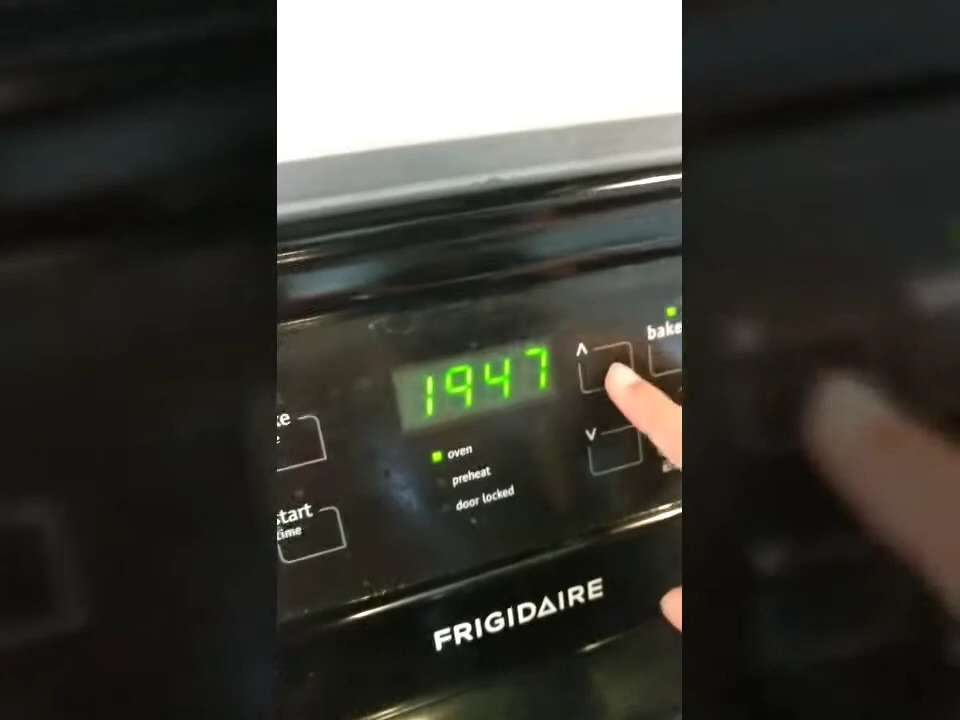 1947
^
bake
v
oven
preheat
door locked
start
time
FRIGIDAIRE